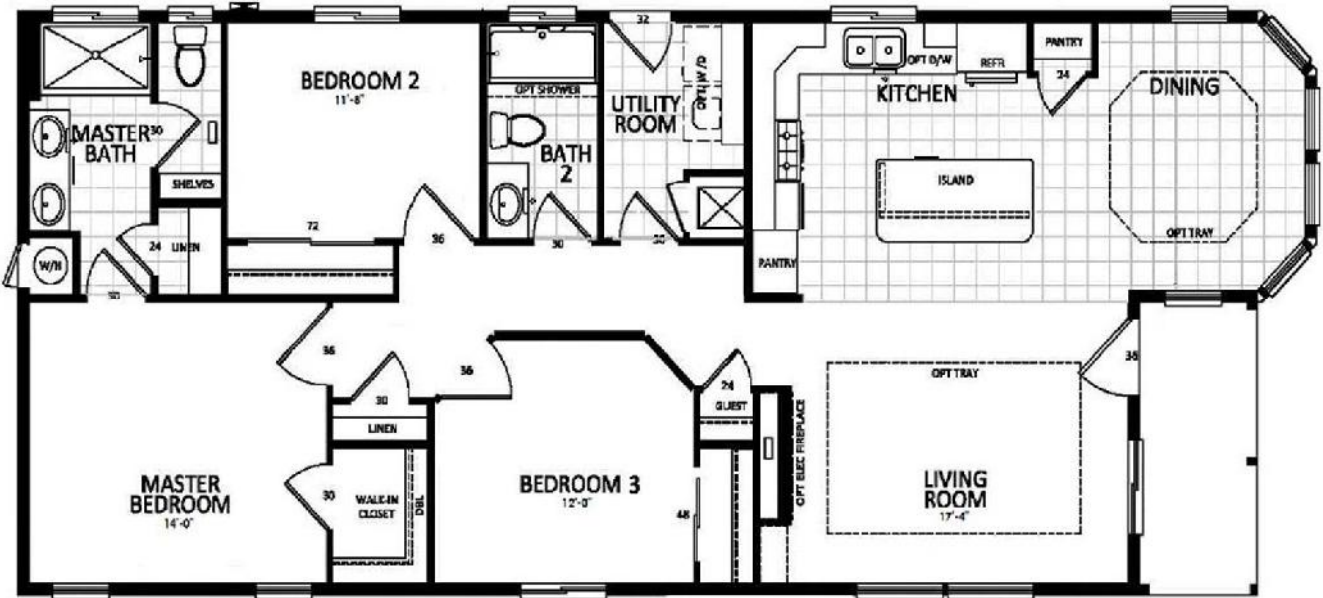 MASTER
BATH
30
SHELVES
24
LINEN
W/H
30
BEDROOM 2
11'-8"
72
36
OPT SHOWER
BATH
2
30
32
UTILITY
ROOM
OPT W/D
30
KITCHEN
OPT D/W
REFR
PANTRY
24
ISLAND
PANTRY
DINING
OPT TRAY
MASTER
BEDROOM
14'-0"
36
30
LINEN
30
WALK-IN
CLOSET
DBL
36
BEDROOM 3
12'-0"
48
24
GUEST
OPT ELEC FIREPLACE
OPT TRAY
LIVING
ROOM
17'-4"
36